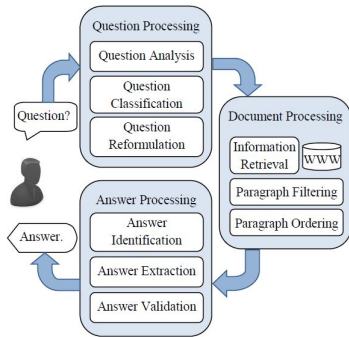 Question Processing
Question Analysis
Question
Classification
Question
Reformulation
Question?
Document Processing
Information
Retrieval
WWW
Paragraph Filtering
Paragraph Ordering
Answer Processing
Answer
Identification
Answer Extraction
Answer Validation
Answer.